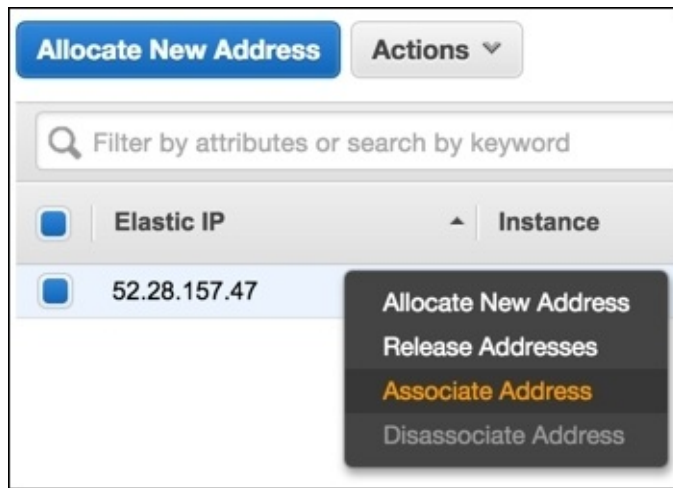 Allocate New Address Actions
Filter by attributes or search by keyword
Elastic IP Instance
52.28.157.47
Allocate New Address
Release Addresses
Associate Address
Disassociate Address